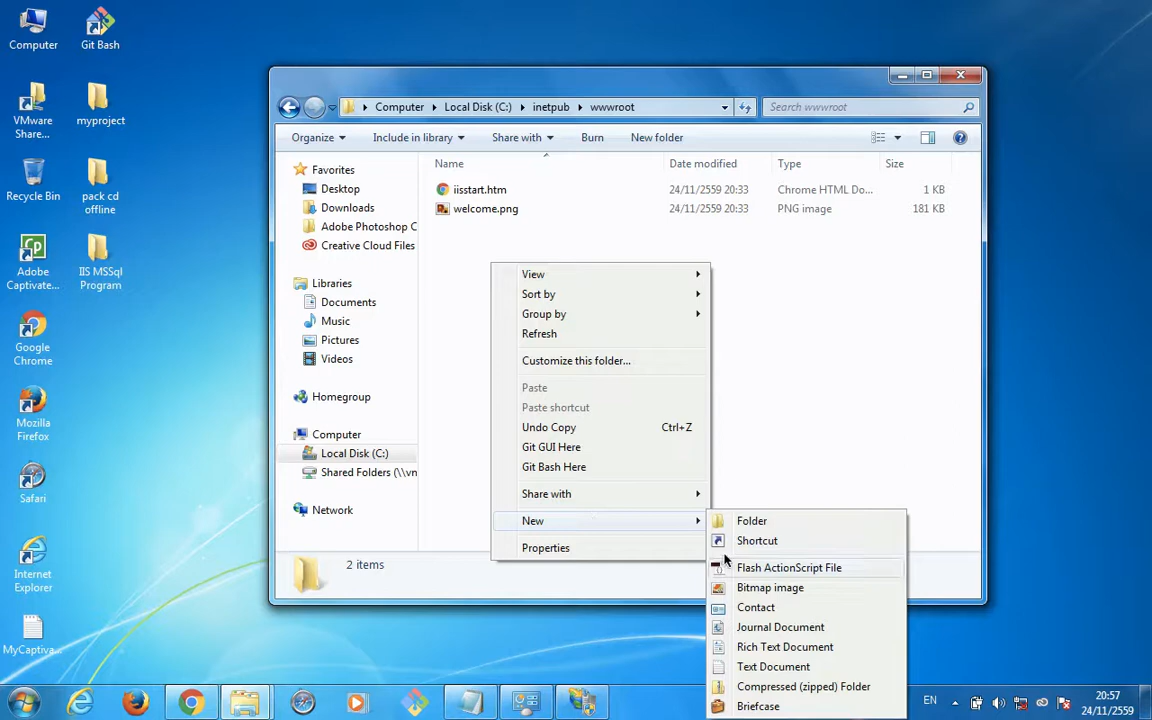 Computer
Git Bash
VMware
Share...
myproject
Recycle Bin
pack cd
offline
Adobe
Captivate...
IIS MSSql
Program
Google
Chrome
Mozilla
Firefox
Safari
Internet
Explorer
MyCaptiva...
Computer
Local Disk (C:)
inetpub
wwwroot
Search wwwroot
Organize
Include in library
Share with
Burn
New folder
Favorites
Desktop
Downloads
Adobe Photoshop C
Creative Cloud Files
Libraries
Documents
Music
Pictures
Videos
Homegroup
Computer
Local Disk (C:)
Shared Folders (\\vn
Network
Name Date modified Type Size
iisstart.htm 24/11/2559 20:33 Chrome HTML Do... 1 KB
welcome.png 24/11/2559 20:33 PNG image 181 KB
View
Sort by
Group by
Refresh
Customize this folder...
Paste
Paste shortcut
Undo Copy Ctrl+Z
Git GUI Here
Git Bash Here
Share with
New
Properties
Folder
Shortcut
Flash ActionScript File
Bitmap image
Contact
Journal Document
Rich Text Document
Text Document
Compressed (zipped) Folder
Briefcase
2 items
EN
20:57
24/11/2559